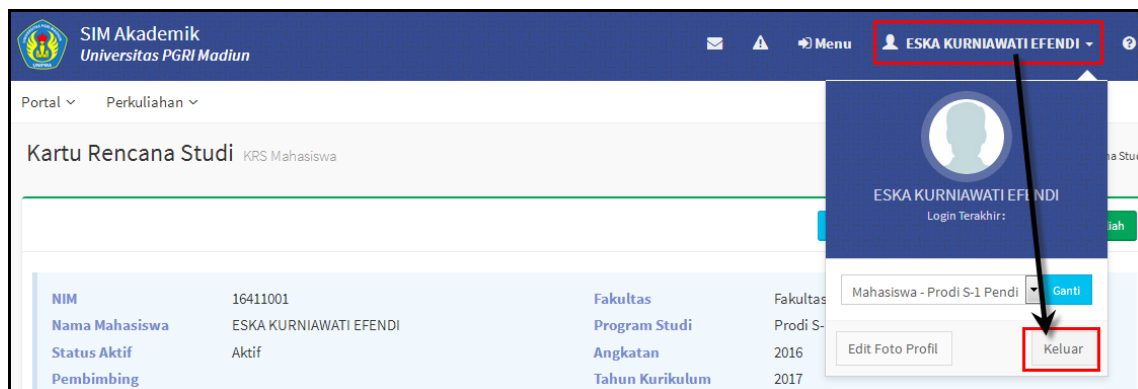 SIM Akademik
Universitas PGRI Madiun
Menu
ESKA KURNIAWATI EFENDI
Portal
Perkuliahan
Kartu Rencana Studi KRS Mahasiswa
ESKA KURNIAWATI EFENDI
Login Terakhir :
Mahasiswa - Prodi S-1 Pendi
Ganti
Edit Foto Profil
Keluar
NIM 16411001 Fakultas Fakultas
Nama Mahasiswa ESKA KURNIAWATI EFENDI Program Studi Prodi S-
Status Aktif Aktif Angkatan 2016
Pembimbing Tahun Kurikulum 2017